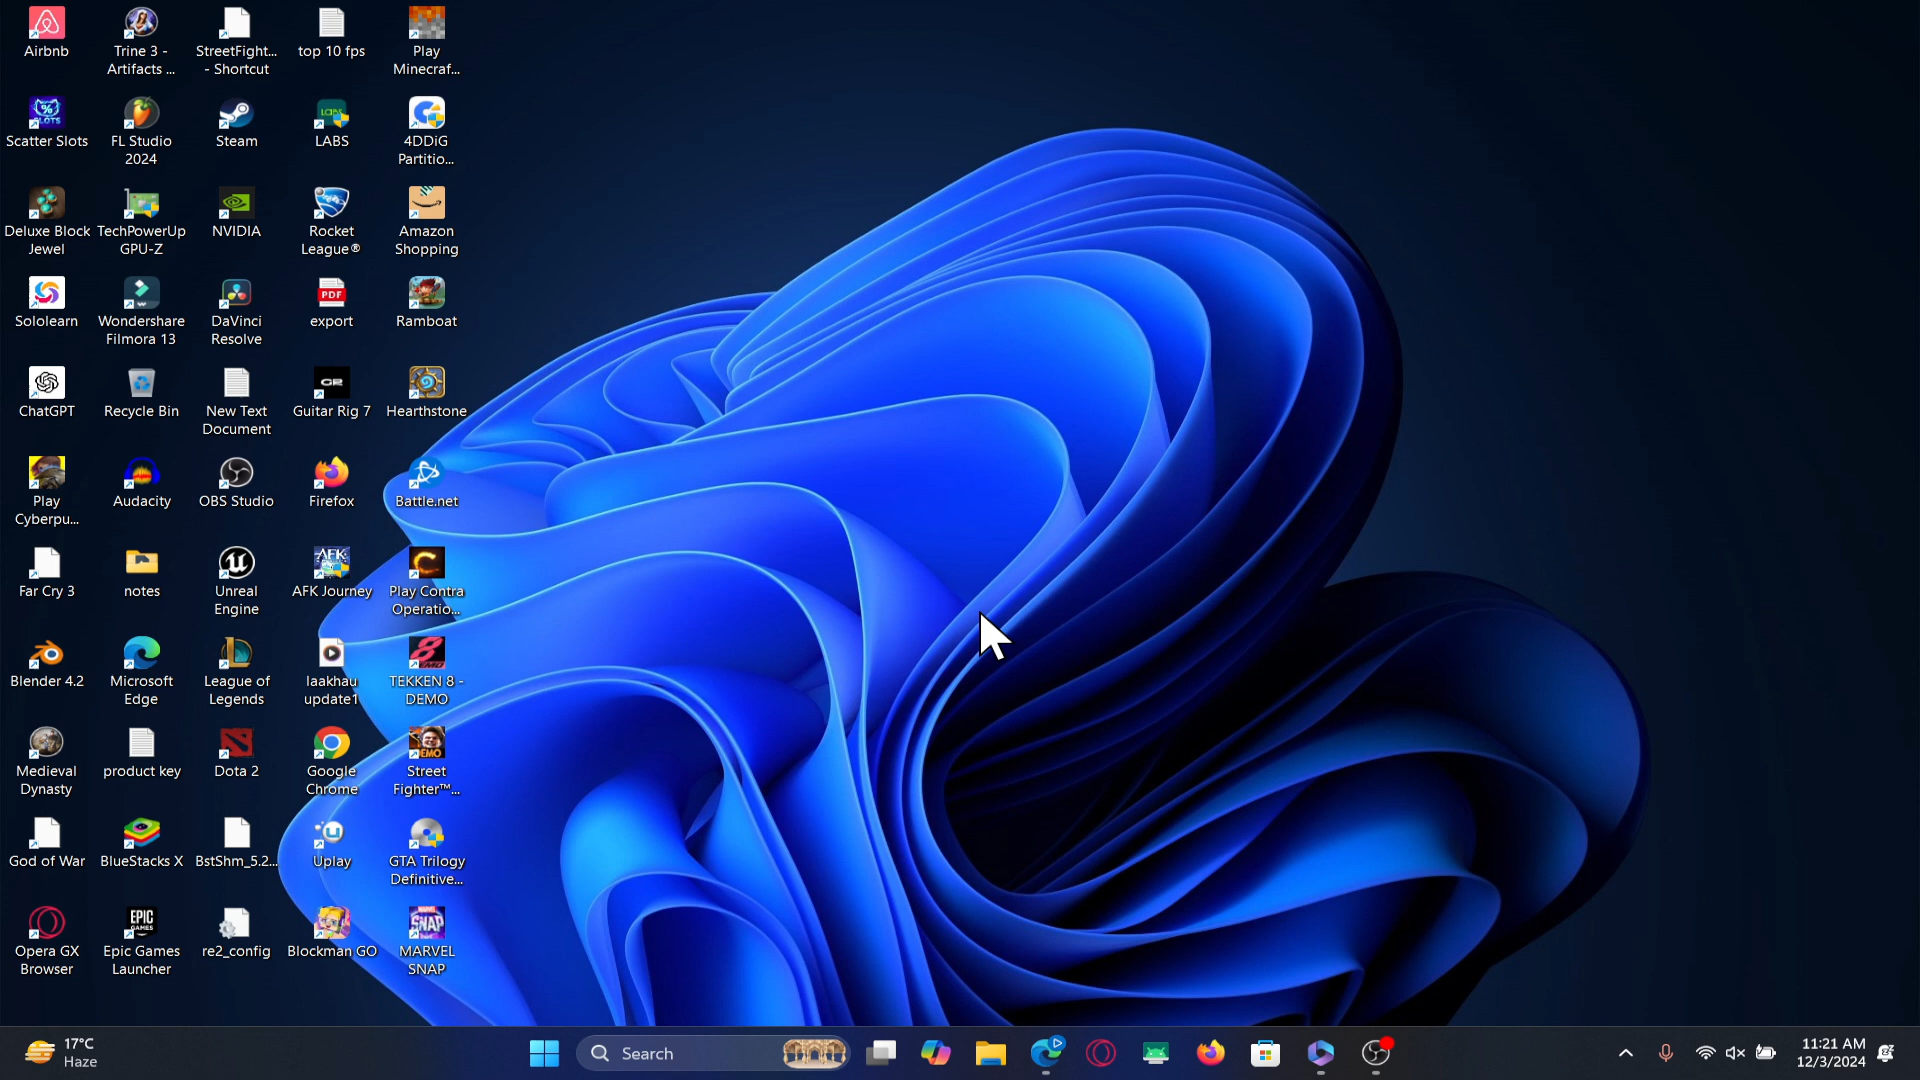 Airbnb
Trine 3 -
Artifacts ...
StreetFight...
- Shortcut
top 10 fps
Play
Minecraf...
Scatter Slots
FL Studio
2024
Steam
LABS
4DDiG
Partitio...
Deluxe Block
Jewel
TechPowerUp
GPU-Z
NVIDIA
Rocket
League®
Amazon
Shopping
Sololearn
Wondershare
Filmora 13
DaVinci
Resolve
PDF
export
Ramboat
ChatGPT
Recycle Bin
New Text
Document
GR
Guitar Rig 7
Hearthstone
Play
Cyberpu...
Audacity
OBS Studio
Firefox
Battle.net
Far Cry 3
notes
Unreal
Engine
AFK Journey
Play Contra
Operatio...
Blender 4.2
Microsoft
Edge
League of
Legends
laakhau
update1
TEKKEN 8 -
DEMO
Medieval
Dynasty
product key
Dota 2
Google
Chrome
Street
Fighter™...
God of War
BlueStacks X
BstShm_5.2...
Uplay
GTA Trilogy
Definitive...
Opera GX
Browser
EPIC
GAMES
Epic Games
Launcher
re2_config
Blockman GO
MARVEL
SNAP
17°C
Haze
Search
11:21 AM
12/3/2024